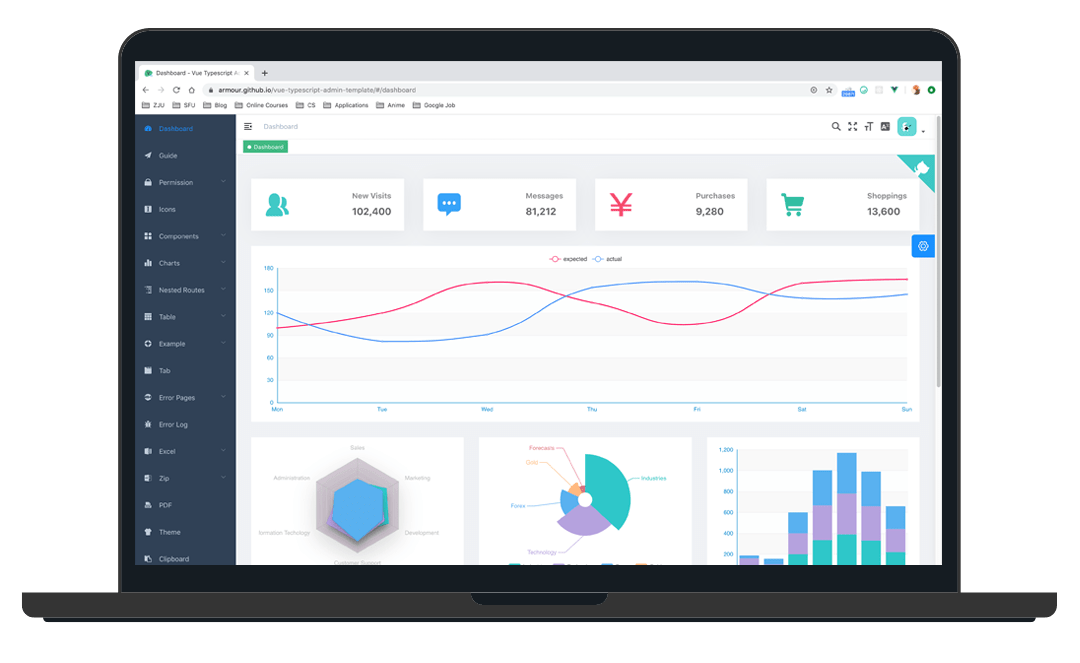 Dashboard - Vue Typescript A
armour.github.io/vue-typescript-admin-template/#/dashboard
ZJU SFU Blog Online Courses CS Applications Anime Google Job
Dashboard
Guide
Permission
Icons
Components
Charts
Nested Routes
Table
Example
Tab
Error Pages
Error Log
Excel
Zip
PDF
Theme
Clipboard
Dashboard
Dashboard
New Visits
102,400
Messages
81,212
¥
Purchases
9,280
Shoppings
13,600
expected actual
180
150
120
90
60
30
0
Mon Tue Wed Thu Fri Sat Sun
Sales
Administration Marketing
formation Techology Development
Customer Support
Forensics
Gold
Industries
Forex
Technology
1,200
1,000
800
600
400
200